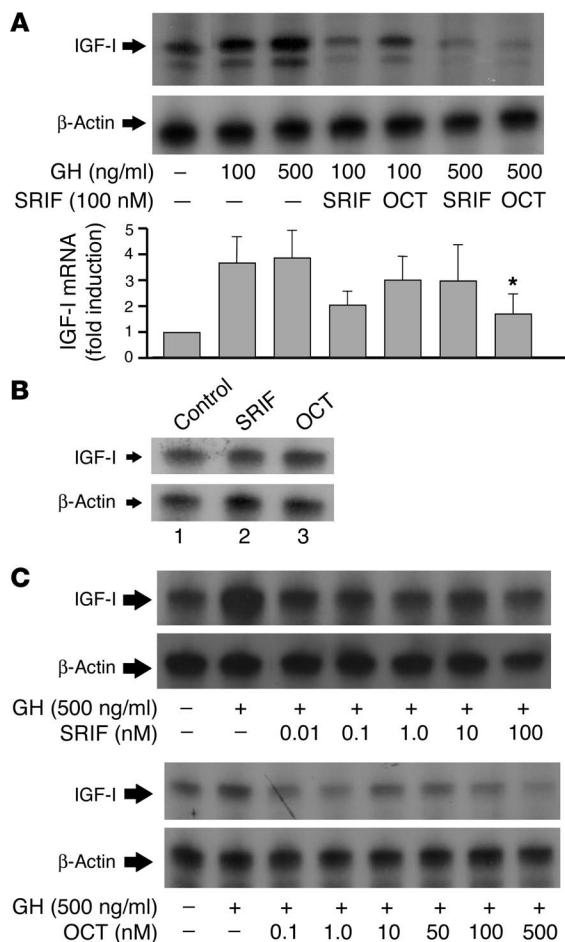 A
IGF-I
β-Actin
GH (ng/ml) – 100 500 100 100 500 500
SRIF (100 nM) – – – SRIF OCT SRIF OCT
IGF-I mRNA
(fold induction)
5
4
3
2
1
0
*
B
Control SRIF OCT
IGF-I
β-Actin
1 2 3
C
IGF-I
β-Actin
GH (500 ng/ml) – + + + + + +
SRIF (nM) – – 0.01 0.1 1.0 10 100
IGF-I
β-Actin
GH (500 ng/ml) – + + + + + + +
OCT (nM) – – 0.1 1.0 10 50 100 500